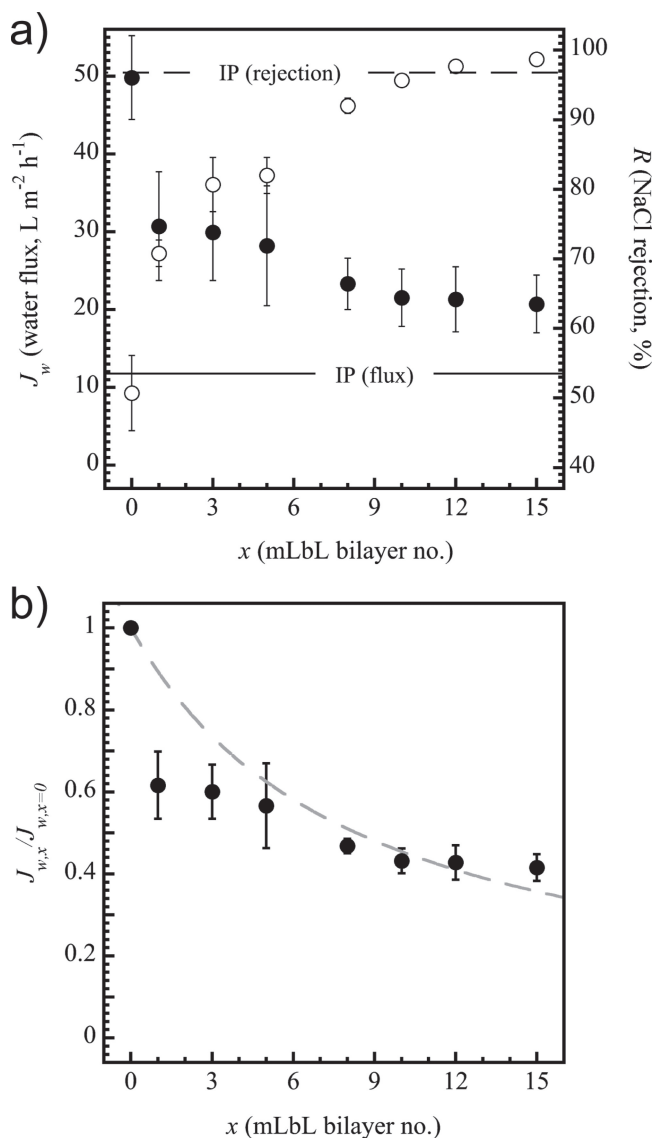 a)
J_w (water flux, L m⁻² h⁻¹)
50
40
30
20
10
0
IP (rejection)
IP (flux)
100
90
80
70
60
50
40
R (NaCl rejection, %)
0 3 6 9 12 15
x (mLbL bilayer no.)
b)
J_w,x/J_w,x=0
1
0.8
0.6
0.4
0.2
0
0 3 6 9 12 15
x (mLbL bilayer no.)